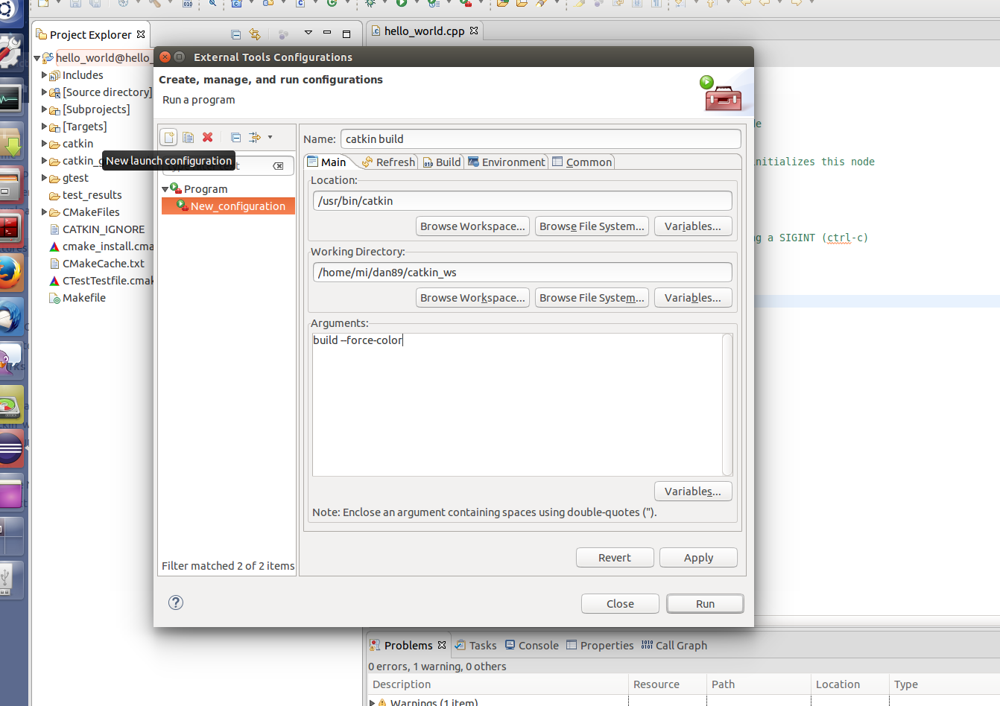 Project Explorer
hello_world.cpp
hello_world@hello_
Includes
[Source directory]
[Subprojects]
[Targets]
catkin
gtest
test_results
CMakeFiles
CATKIN_IGNORE
cmake_install.cma
CMakeCache.txt
CTestTestfile.cmak
Makefile
External Tools Configurations
Create, manage, and run configurations
Run a program
New launch configuration
Program
New_configuration
Filter matched 2 of 2 items
Name: catkin build
Main Refresh Build Environment Common
Location:
/usr/bin/catkin
Browse Workspace... Browse File System... Variables...
Working Directory:
/home/mi/dan89/catkin_ws
Browse Workspace... Browse File System... Variables...
Arguments:
build --force-color
Variables...
Note: Enclose an argument containing spaces using double-quotes (").
Revert Apply
Close Run
nitializes this node
g a SIGINT (ctrl-c)
Problems Tasks Console Properties Call Graph
0 errors, 1 warning, 0 others
Description Resource Path Location Type
Warnings (1 item)